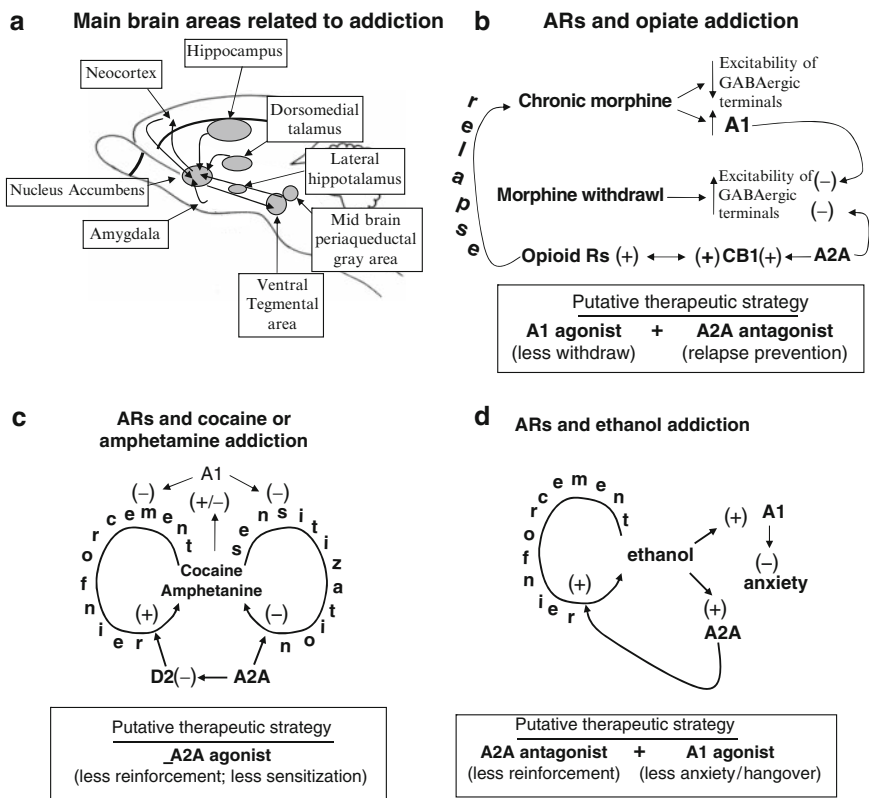 a Main brain areas related to addiction
Hippocampus
Neocortex
Dorsomedial
talamus
Lateral
hippotalamus
Nucleus Accumbens
Amygdala
Mid brain
periaqueductal
gray area
Ventral
Tegmental
area
b ARs and opiate addiction
relapse
Chronic morphine
Excitability of
GABAergic
terminals
A1
Morphine withdrawl
Excitability of
GABAergic
terminals
(–)
(–)
Opioid Rs (+) (+) CB1(+) A2A
Putative therapeutic strategy
A1 agonist + A2A antagonist
(less withdraw) (relapse prevention)
c ARs and cocaine or
amphetamine addiction
A1
(–) (+/–) (–)
reinforcement
sensitization
Cocaine
Amphetanine
(+) (–)
D2(–) A2A
Putative therapeutic strategy
_A2A agonist
(less reinforcement; less sensitization)
d ARs and ethanol addiction
reinforcement
(+)
ethanol
(+) A1
(–)
anxiety
(+)
A2A
Putative therapeutic strategy
A2A antagonist + A1 agonist
(less reinforcement) (less anxiety/hangover)